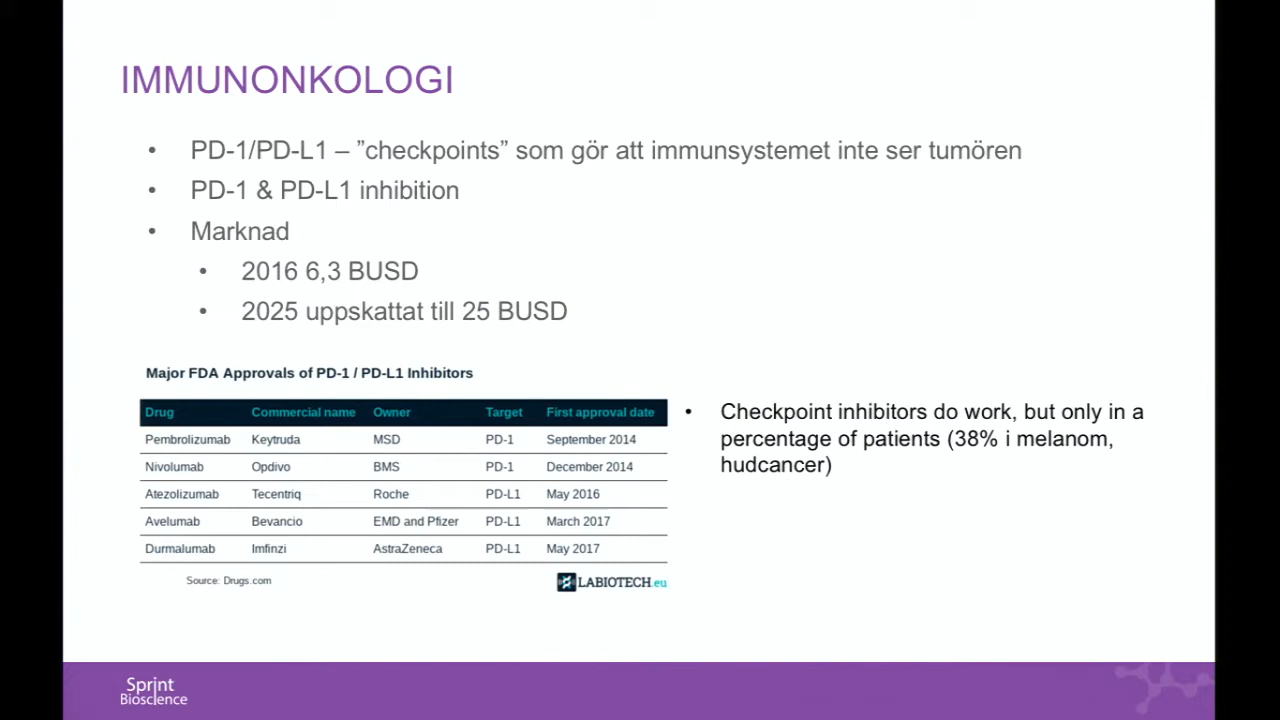 IMMUNONKOLOGI
• PD-1/PD-L1 – ”checkpoints” som gör att immunsystemet inte ser tumören
• PD-1 & PD-L1 inhibition
• Marknad
• 2016 6,3 BUSD
• 2025 uppskattat till 25 BUSD
Major FDA Approvals of PD-1 / PD-L1 Inhibitors
Drug Commercial name Owner Target First approval date
Pembrolizumab Keytruda MSD PD-1 September 2014
Nivolumab Opdivo BMS PD-1 December 2014
Atezolizumab Tecentriq Roche PD-L1 May 2016
Avelumab Bevancio EMD and Pfizer PD-L1 March 2017
Durmalumab Imfinzi AstraZeneca PD-L1 May 2017
Source: Drugs.com
LABIOTECH.eu
• Checkpoint inhibitors do work, but only in a
percentage of patients (38% i melanom,
hudcancer)
Sprint
Bioscience